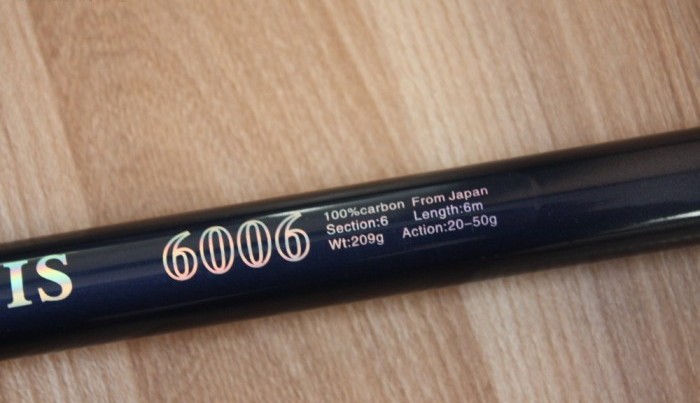 IS
6006
100%carbon From Japan
Section:6 Length:6m
Wt:209g Action:20-50g